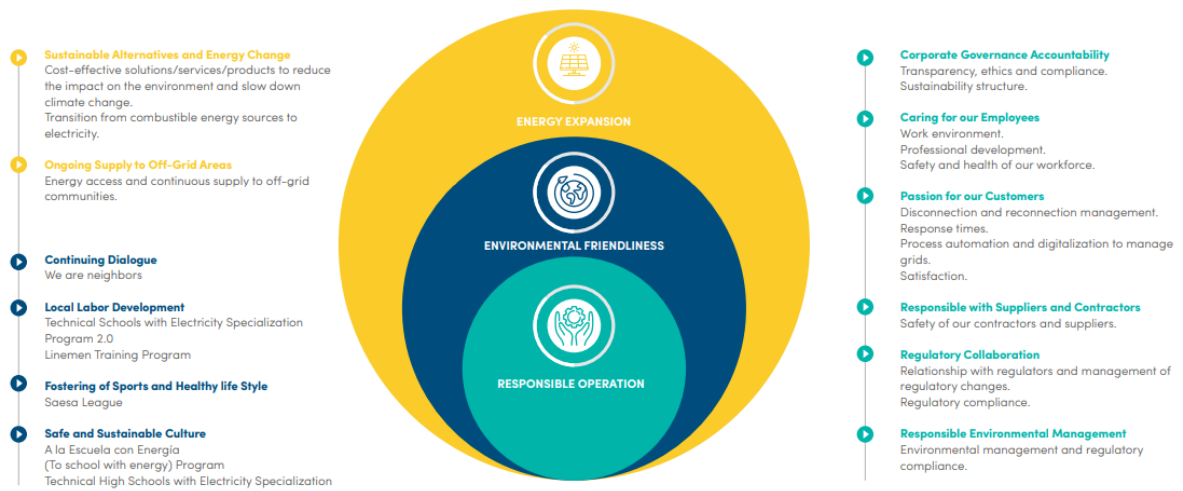 Sustainable Alternatives and Energy Change
Cost-effective solutions/services/products to reduce
the impact on the environment and slow down
climate change.
Transition from combustible energy sources to
electricity.
Ongoing Supply to Off-Grid Areas
Energy access and continuous supply to off-grid
communities.
Continuing Dialogue
We are neighbors
Local Labor Development
Technical Schools with Electricity Specialization
Program 2.0
Linemen Training Program
Fostering of Sports and Healthy life Style
Saesa League
Safe and Sustainable Culture
A la Escuela con Energía
(To school with energy) Program
Technical High Schools with Electricity Specialization
ENERGY EXPANSION
ENVIRONMENTAL FRIENDLINESS
RESPONSIBLE OPERATION
Corporate Governance Accountability
Transparency, ethics and compliance.
Sustainability structure.
Caring for our Employees
Work environment.
Professional development.
Safety and health of our workforce.
Passion for our Customers
Disconnection and reconnection management.
Response times.
Process automation and digitalization to manage
grids.
Satisfaction.
Responsible with Suppliers and Contractors
Safety of our contractors and suppliers.
Regulatory Collaboration
Relationship with regulators and management of
regulatory changes.
Regulatory compliance.
Responsible Environmental Management
Environmental management and regulatory
compliance.